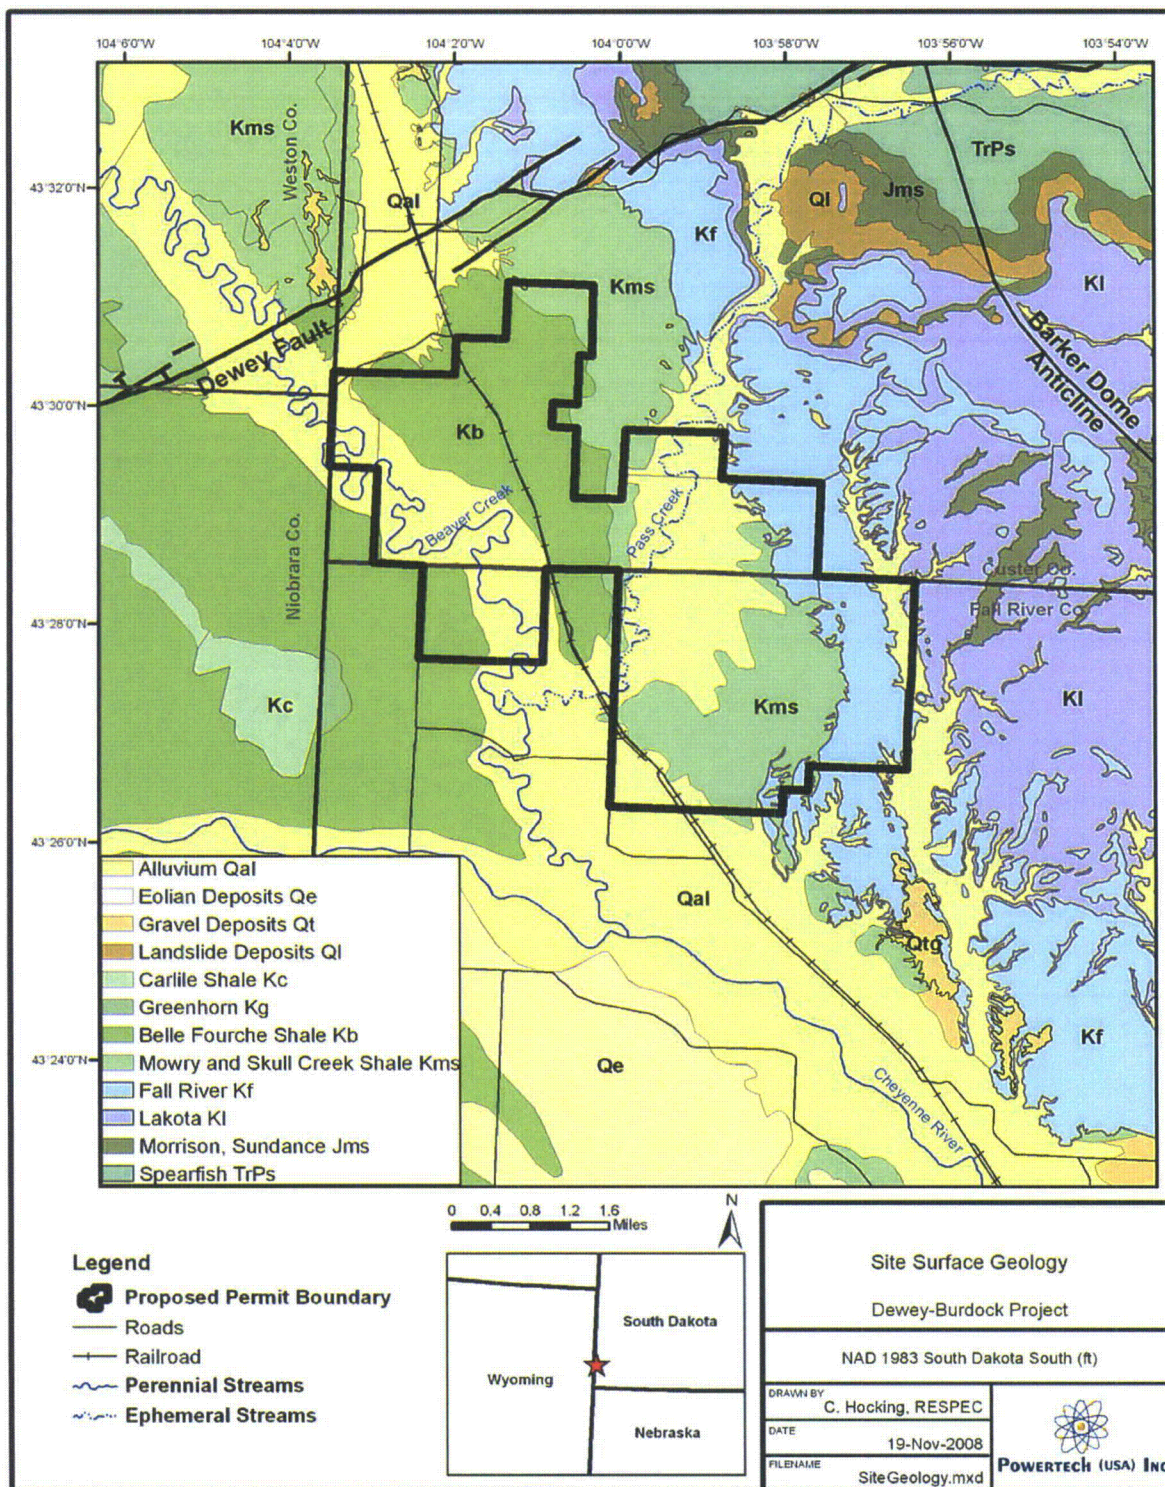 104°6'0"W 104°4'0"W 104°2'0"W 104°0'0"W 103°58'0"W 103°56'0"W 103°54'0"W
43°32'0"N
43°30'0"N
43°28'0"N
43°26'0"N
43°24'0"N
Kms
Weston Co.
Qal
TrPs
Ql
Jms
Kf
Kms
Kl
Dewey Fault
Barker Dome
Anticline
Kb
Beaver Creek
Pass Creek
Niobrara Co.
Custer Co.
Fall River Co.
Kc
Kms
Kl
Qal
Qtg
Kf
Qe
Cheyenne River
Alluvium Qal
Eolian Deposits Qe
Gravel Deposits Qt
Landslide Deposits Ql
Carlile Shale Kc
Greenhorn Kg
Belle Fourche Shale Kb
Mowry and Skull Creek Shale Kms
Fall River Kf
Lakota Kl
Morrison, Sundance Jms
Spearfish TrPs
0 0.4 0.8 1.2 1.6
Miles
N
Legend
Proposed Permit Boundary
Roads
Railroad
Perennial Streams
Ephemeral Streams
South Dakota
Wyoming
Nebraska
Site Surface Geology
Dewey-Burdock Project
NAD 1983 South Dakota South (ft)
DRAWN BY
C. Hocking, RESPEC
DATE
19-Nov-2008
FILENAME
SiteGeology.mxd
POWERTECH (USA) INC